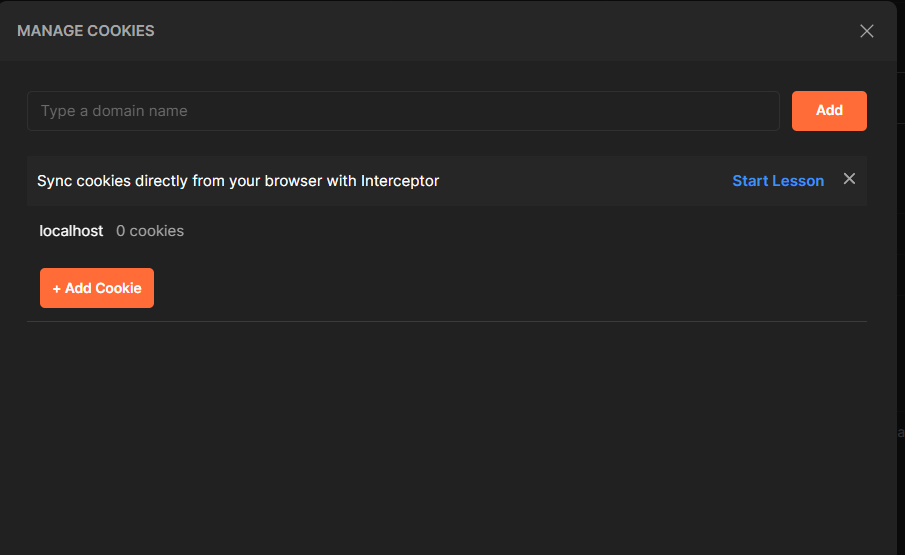 MANAGE COOKIES
Type a domain name
Add
Sync cookies directly from your browser with Interceptor
Start Lesson
localhost 0 cookies
+ Add Cookie